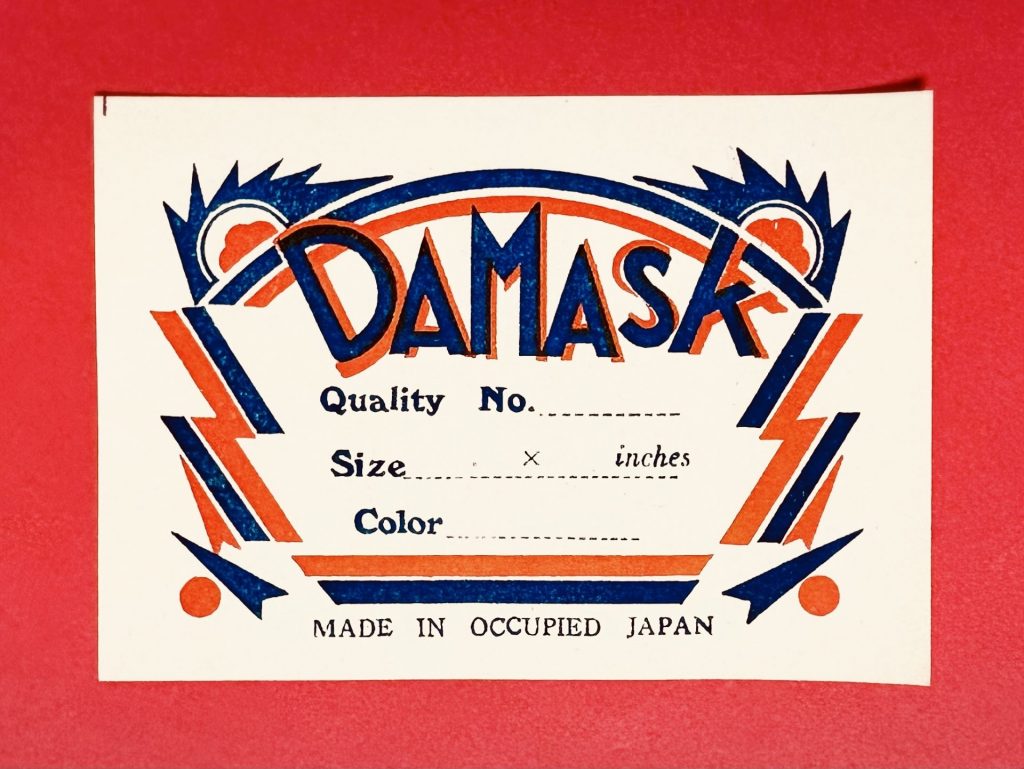 DAMASK
Quality No.
Size × inches
Color
MADE IN OCCUPIED JAPAN